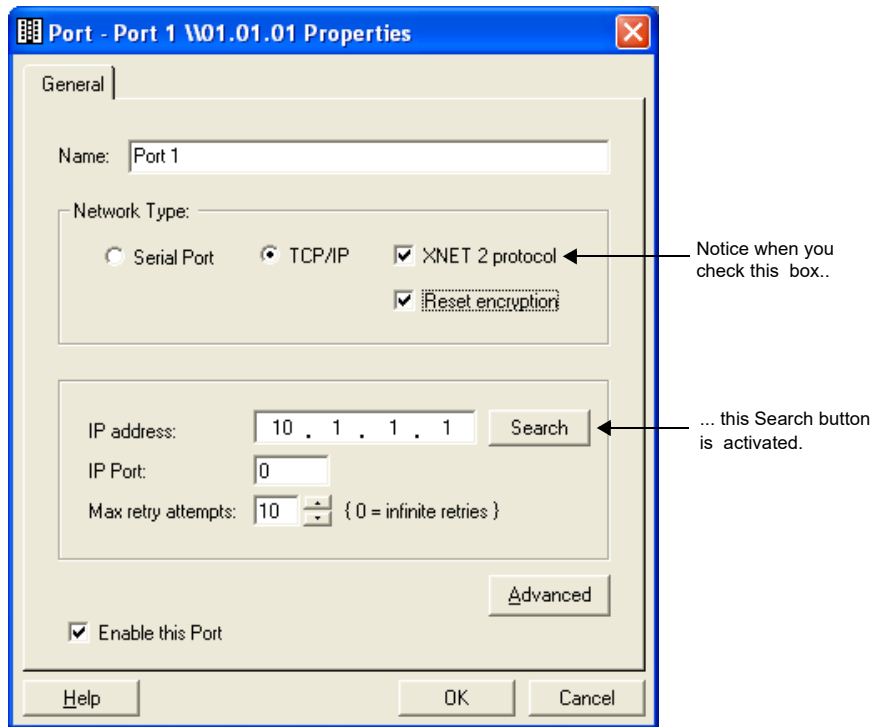 Port - Port 1 \\01.01.01 Properties
General
Name: Port 1
Network Type:
Serial Port TCP/IP XNET 2 protocol
Reset encryption
Notice when you
check this box..
IP address: 10 . 1 . 1 . 1 Search
... this Search button
is activated.
IP Port: 0
Max retry attempts: 10 { 0 = infinite retries }
Advanced
Enable this Port
Help OK Cancel